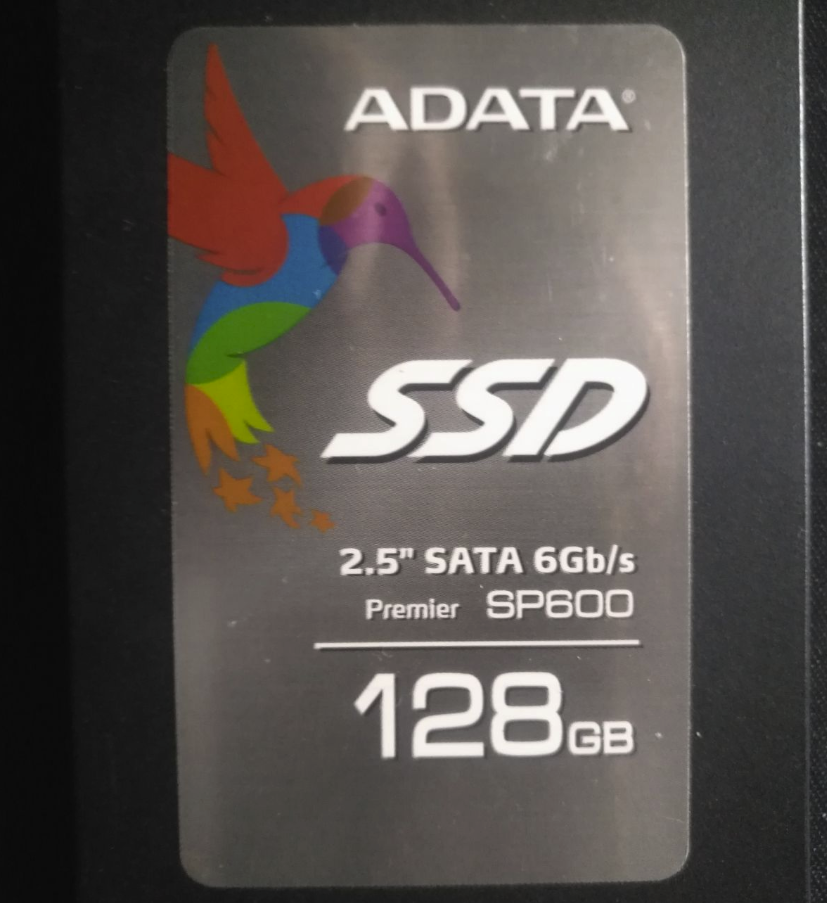 ADATA®
SSD
2.5" SATA 6Gb/s
Premier SP600
128GB